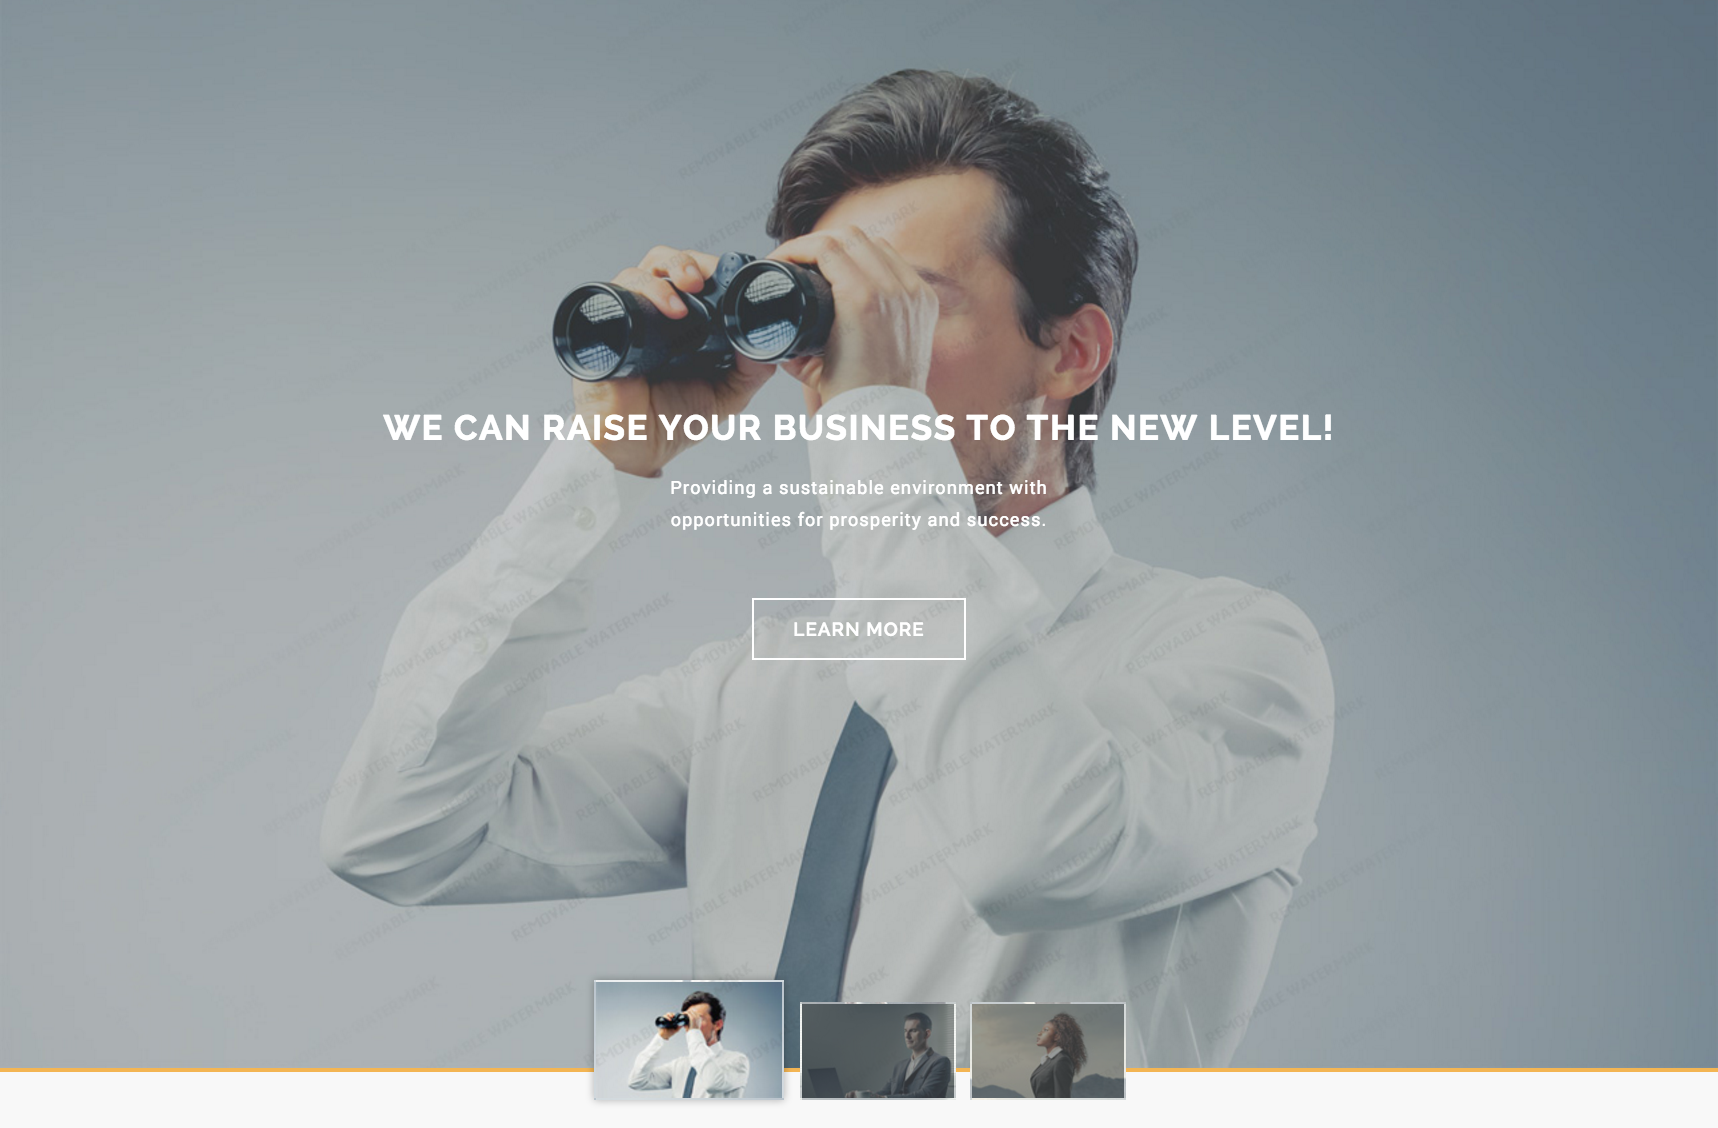 WE CAN RAISE YOUR BUSINESS TO THE NEW LEVEL!
Providing a sustainable environment with
opportunities for prosperity and success.
LEARN MORE
REMOVABLE WATERMARK